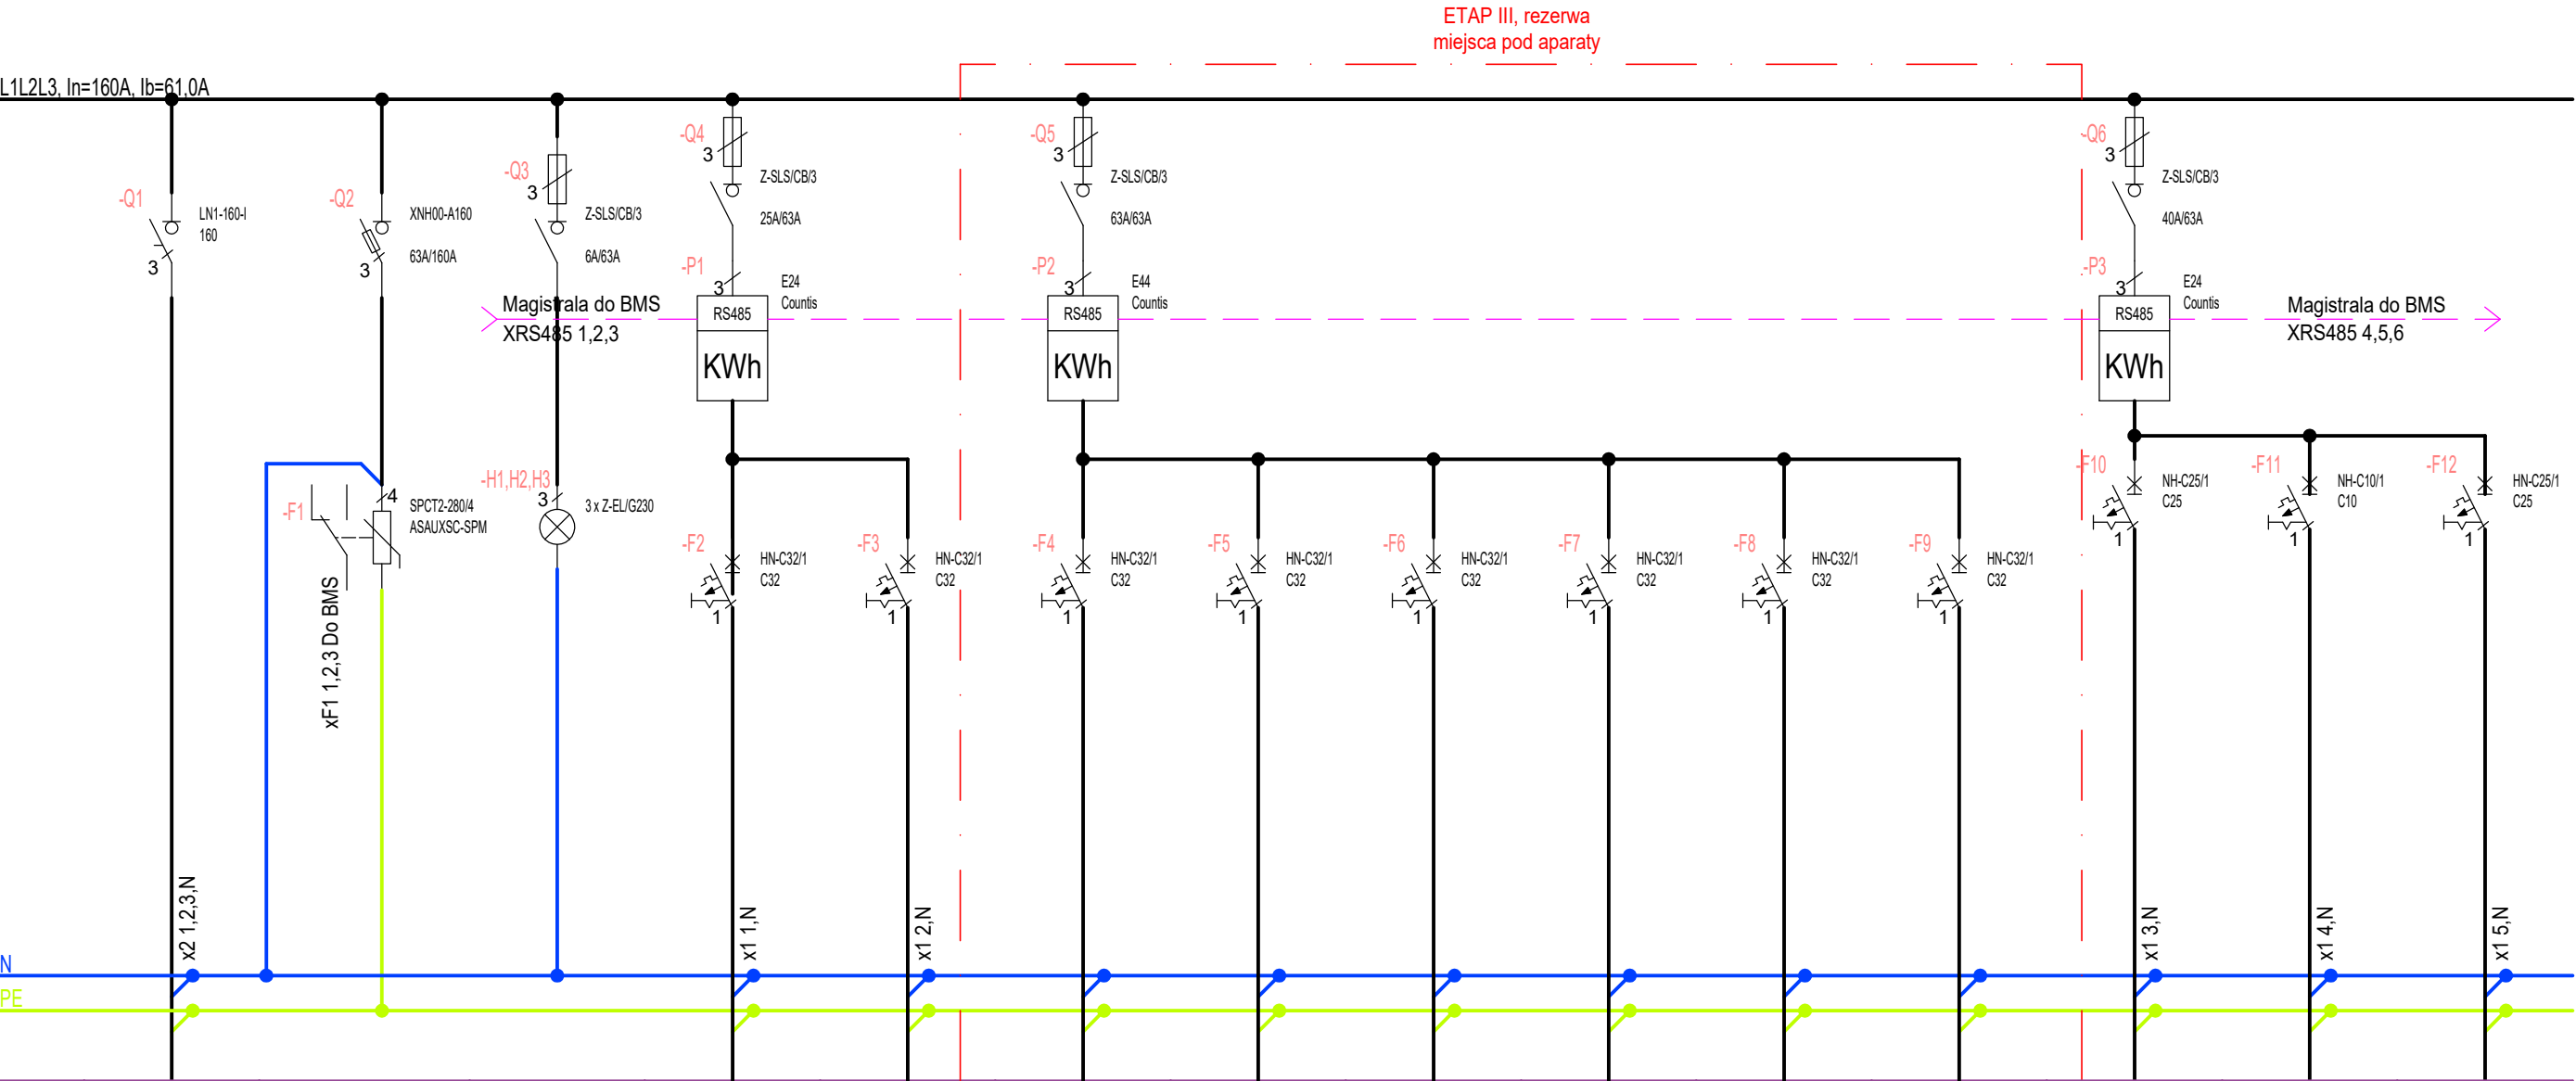 ETAP III, rezerwa
miejsca pod aparaty
L1L2L3, In=160A, Ib=61,0A
-Q1
3
LN1-160-I
160
-Q2
3
XNH00-A160
63A/160A
-Q3
3
Z-SLS/CB/3
6A/63A
-Q4
3
Z-SLS/CB/3
25A/63A
-Q5
3
Z-SLS/CB/3
63A/63A
-Q6
3
Z-SLS/CB/3
40A/63A
Magistrala do BMS
XRS485 1,2,3
-P1
3
E24
Countis
RS485
KWh
-P2
3
E44
Countis
RS485
KWh
-P3
3
E24
Countis
RS485
KWh
Magistrala do BMS
XRS485 4,5,6
-F1
4
SPCT2-280/4
ASAUXSC-SPM
xF1 1,2,3 Do BMS
-H1,H2,H3
3
3 x Z-EL/G230
-F2
1
HN-C32/1
C32
-F3
1
HN-C32/1
C32
-F4
1
HN-C32/1
C32
-F5
1
HN-C32/1
C32
-F6
1
HN-C32/1
C32
-F7
1
HN-C32/1
C32
-F8
1
HN-C32/1
C32
-F9
1
HN-C32/1
C32
-F10
1
NH-C25/1
C25
-F11
1
NH-C10/1
C10
-F12
1
HN-C25/1
C25
x2 1,2,3,N
x1 1,N
x1 2,N
x1 3,N
x1 4,N
x1 5,N
N
PE